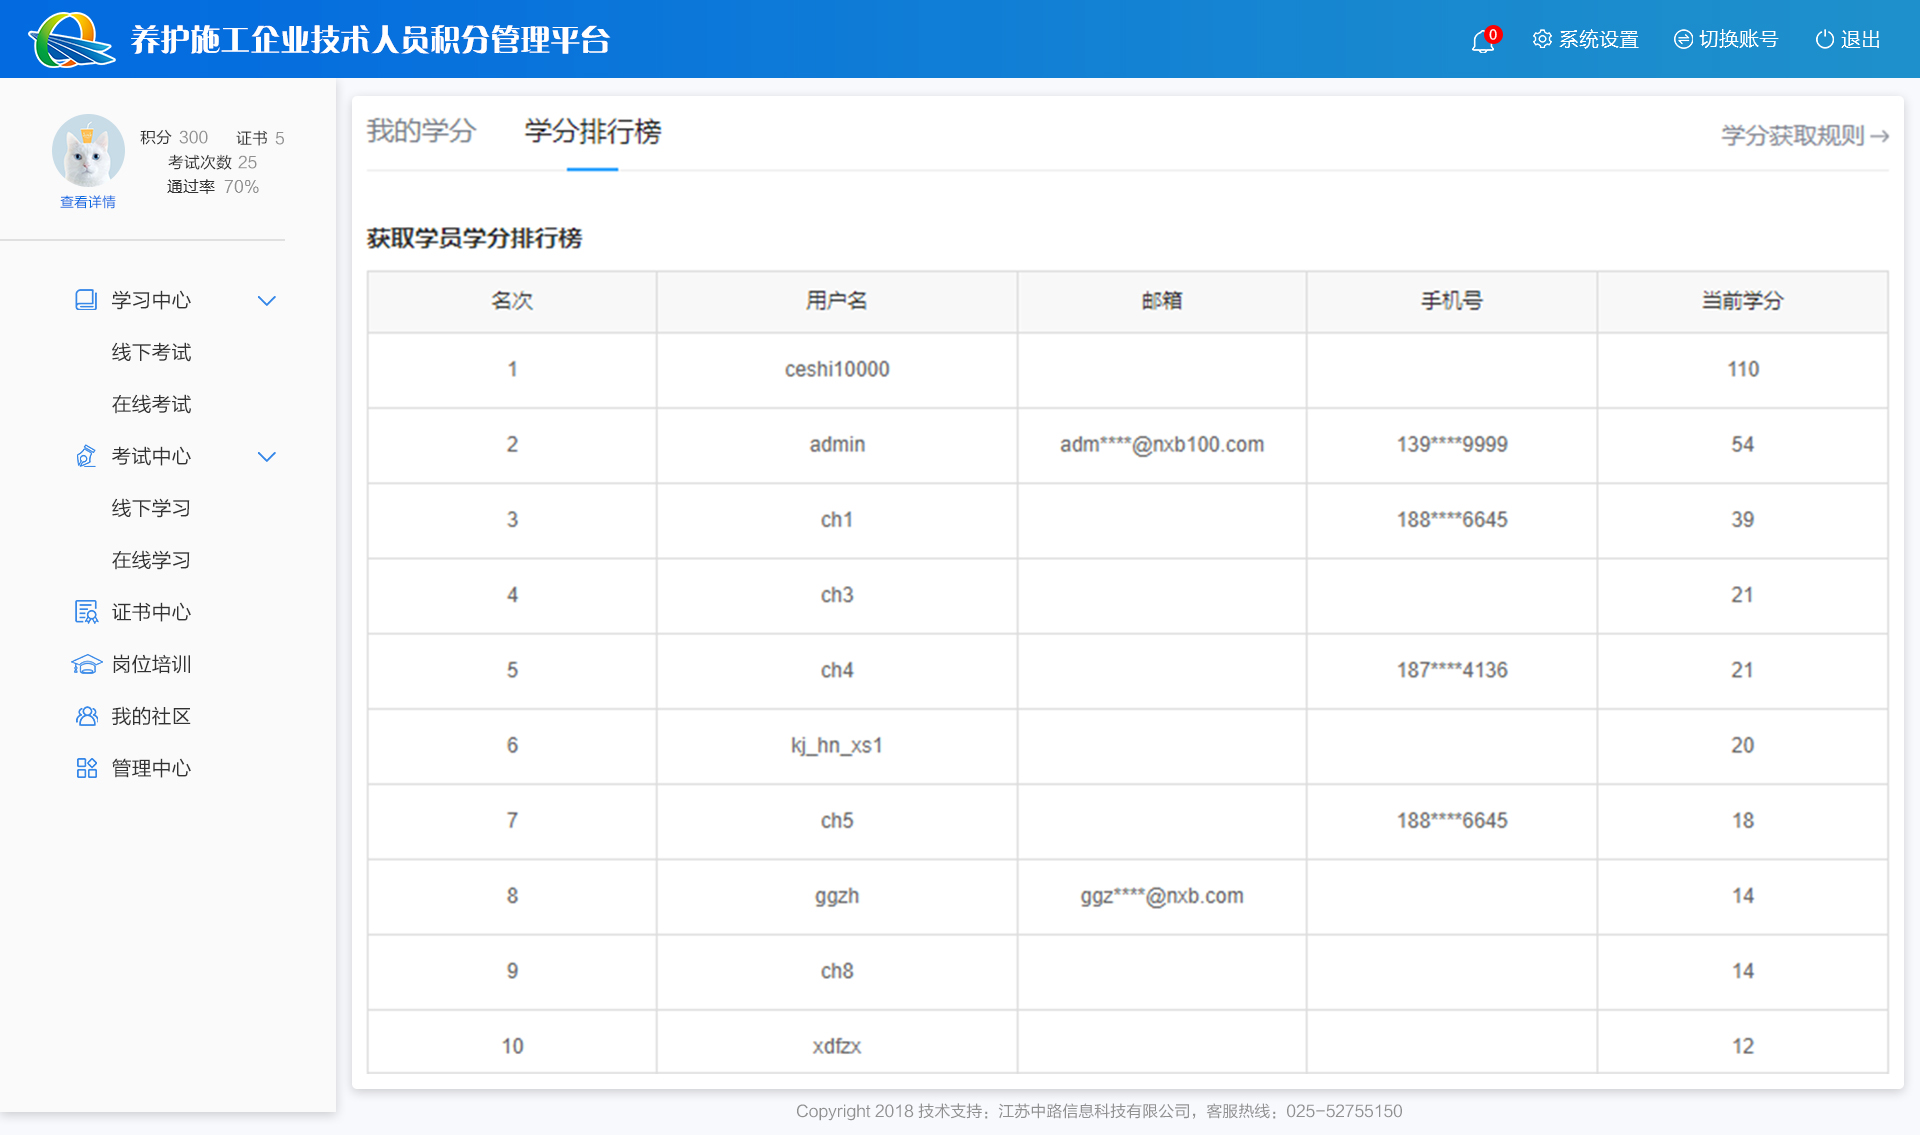 养护施工企业技术人员积分管理平台
0
系统设置
切换账号
退出
积分 300 证书 5
考试次数 25
通过率 70%
查看详情
学习中心
线下考试
在线考试
考试中心
线下学习
在线学习
证书中心
岗位培训
我的社区
管理中心
我的学分 学分排行榜 学分获取规则→
获取学员学分排行榜
名次 用户名 邮箱 手机号 当前学分
1 ceshi10000 110
2 admin adm****@nxb100.com 139****9999 54
3 ch1 188****6645 39
4 ch3 21
5 ch4 187****4136 21
6 kj_hn_xs1 20
7 ch5 188****6645 18
8 ggzh ggz****@nxb.com 14
9 ch8 14
10 xdfzx 12
Copyright 2018 技术支持：江苏中路信息科技有限公司，客服热线：025-52755150